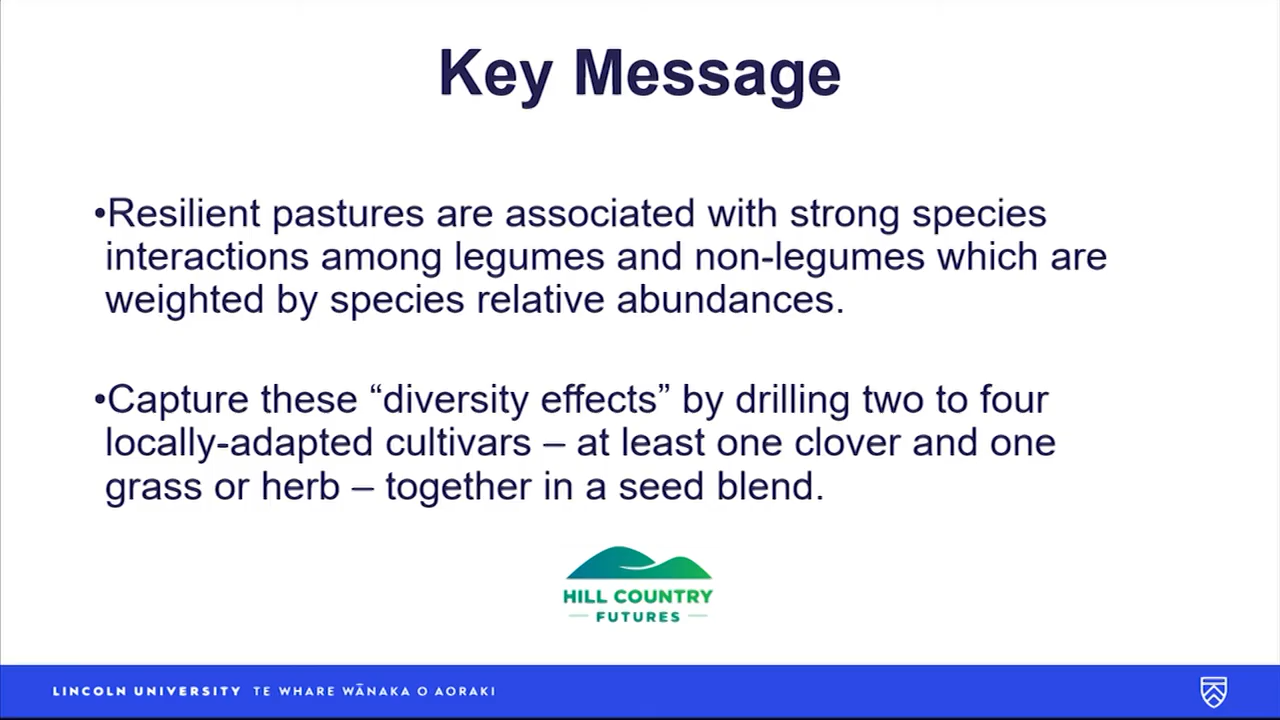 Key Message
•Resilient pastures are associated with strong species
interactions among legumes and non-legumes which are
weighted by species relative abundances.
•Capture these “diversity effects” by drilling two to four
locally-adapted cultivars – at least one clover and one
grass or herb – together in a seed blend.
HILL COUNTRY
FUTURES
LINCOLN UNIVERSITY TE WHARE WĀNAKA O AORAKI